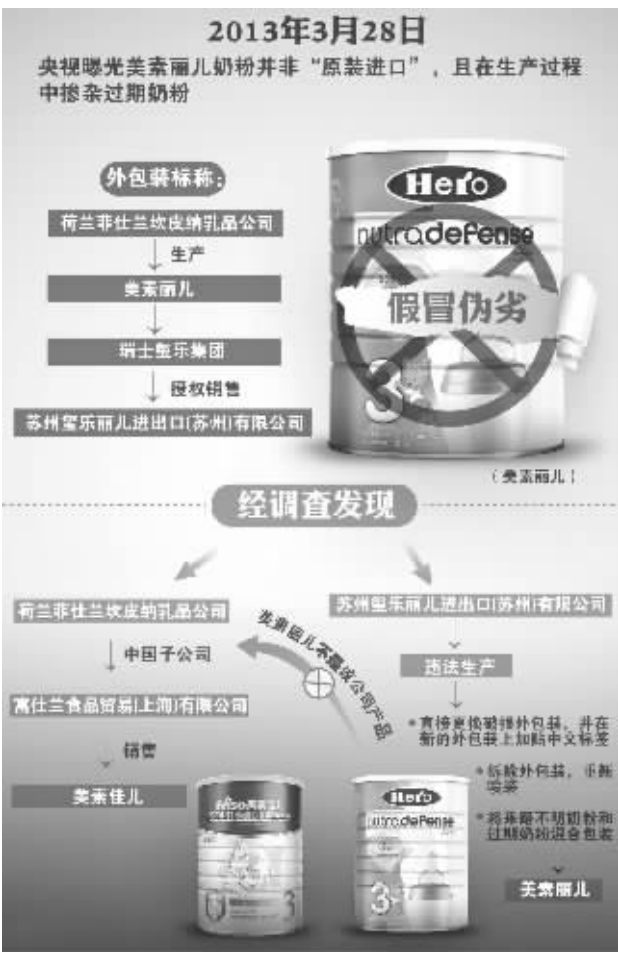 2013年3月28日
央视曝光美素丽儿奶粉并非“原装进口”，且在生产过程
中掺杂过期奶粉
外包装标称：
荷兰菲仕兰坎皮纳乳品公司
生产
美素丽儿
瑞士玺乐集团
授权销售
苏州玺乐丽儿进出口(苏州)有限公司
Hero
nutradefense
假冒伪劣
3+
（美素丽儿）
经调查发现
荷兰菲仕兰坎皮纳乳品公司
中国子公司
富仕兰食品贸易(上海)有限公司
销售
美素佳儿
美素丽儿不是该公司产品
苏州玺乐丽儿进出口(苏州)有限公司
违法生产
*直接更换破损外包装，并在
新的外包装上加贴中文标签
*拆除外包装，重新
装
*将来路不明奶粉和
过期奶粉混合包装
美素丽儿
3
Hero
nutradefense
3+